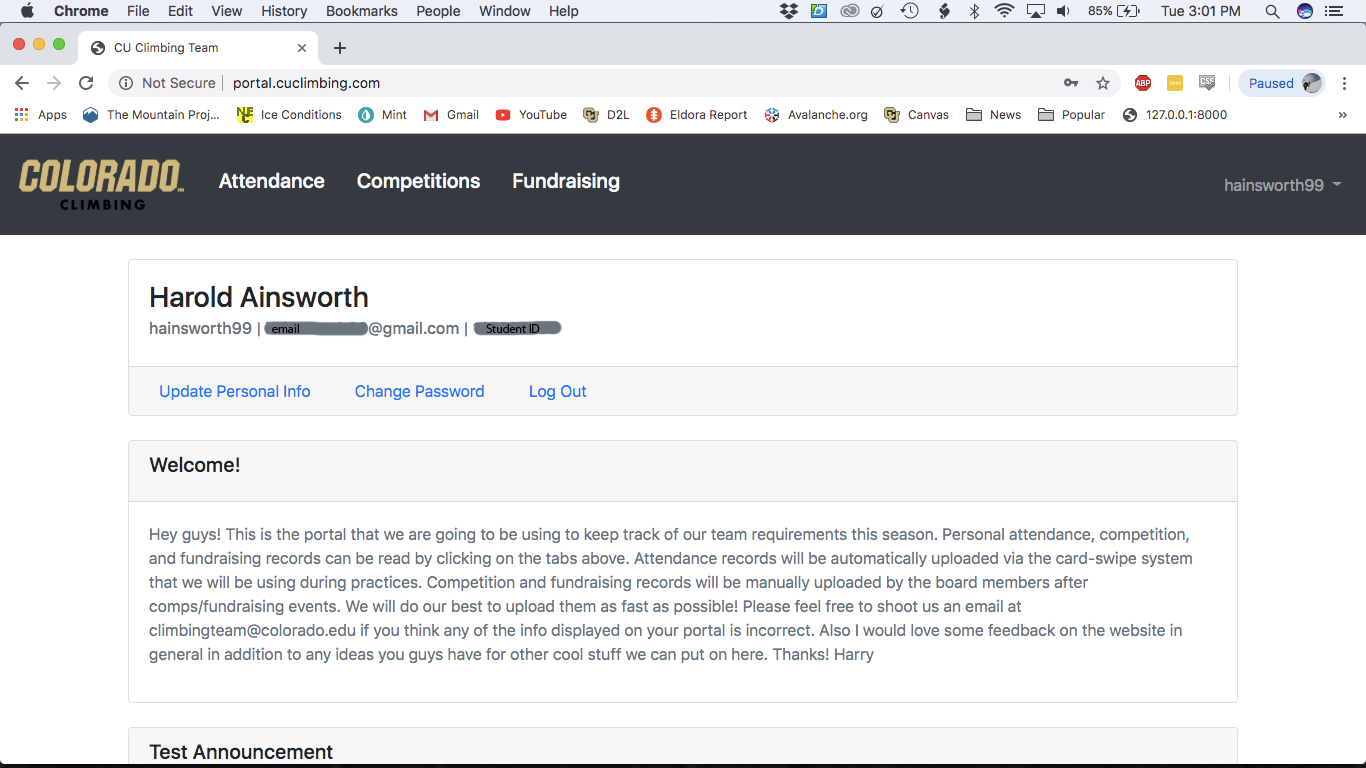 Chrome File Edit View History Bookmarks People Window Help 85% Tue 3:01 PM
CU Climbing Team
Not Secure | portal.cuclimbing.com ABP CSS Paused
Apps The Mountain Proj... Ice Conditions Mint Gmail YouTube D2L Eldora Report Avalanche.org Canvas News Popular 127.0.0.1:8000 »
COLORADO™
CLIMBING
Attendance Competitions Fundraising hainsworth99
Harold Ainsworth
hainsworth99 | email @gmail.com | Student ID
Update Personal Info Change Password Log Out
Welcome!
Hey guys! This is the portal that we are going to be using to keep track of our team requirements this season. Personal attendance, competition,
and fundraising records can be read by clicking on the tabs above. Attendance records will be automatically uploaded via the card-swipe system
that we will be using during practices. Competition and fundraising records will be manually uploaded by the board members after
comps/fundraising events. We will do our best to upload them as fast as possible! Please feel free to shoot us an email at
climbingteam@colorado.edu if you think any of the info displayed on your portal is incorrect. Also I would love some feedback on the website in
general in addition to any ideas you guys have for other cool stuff we can put on here. Thanks! Harry
Test Announcement